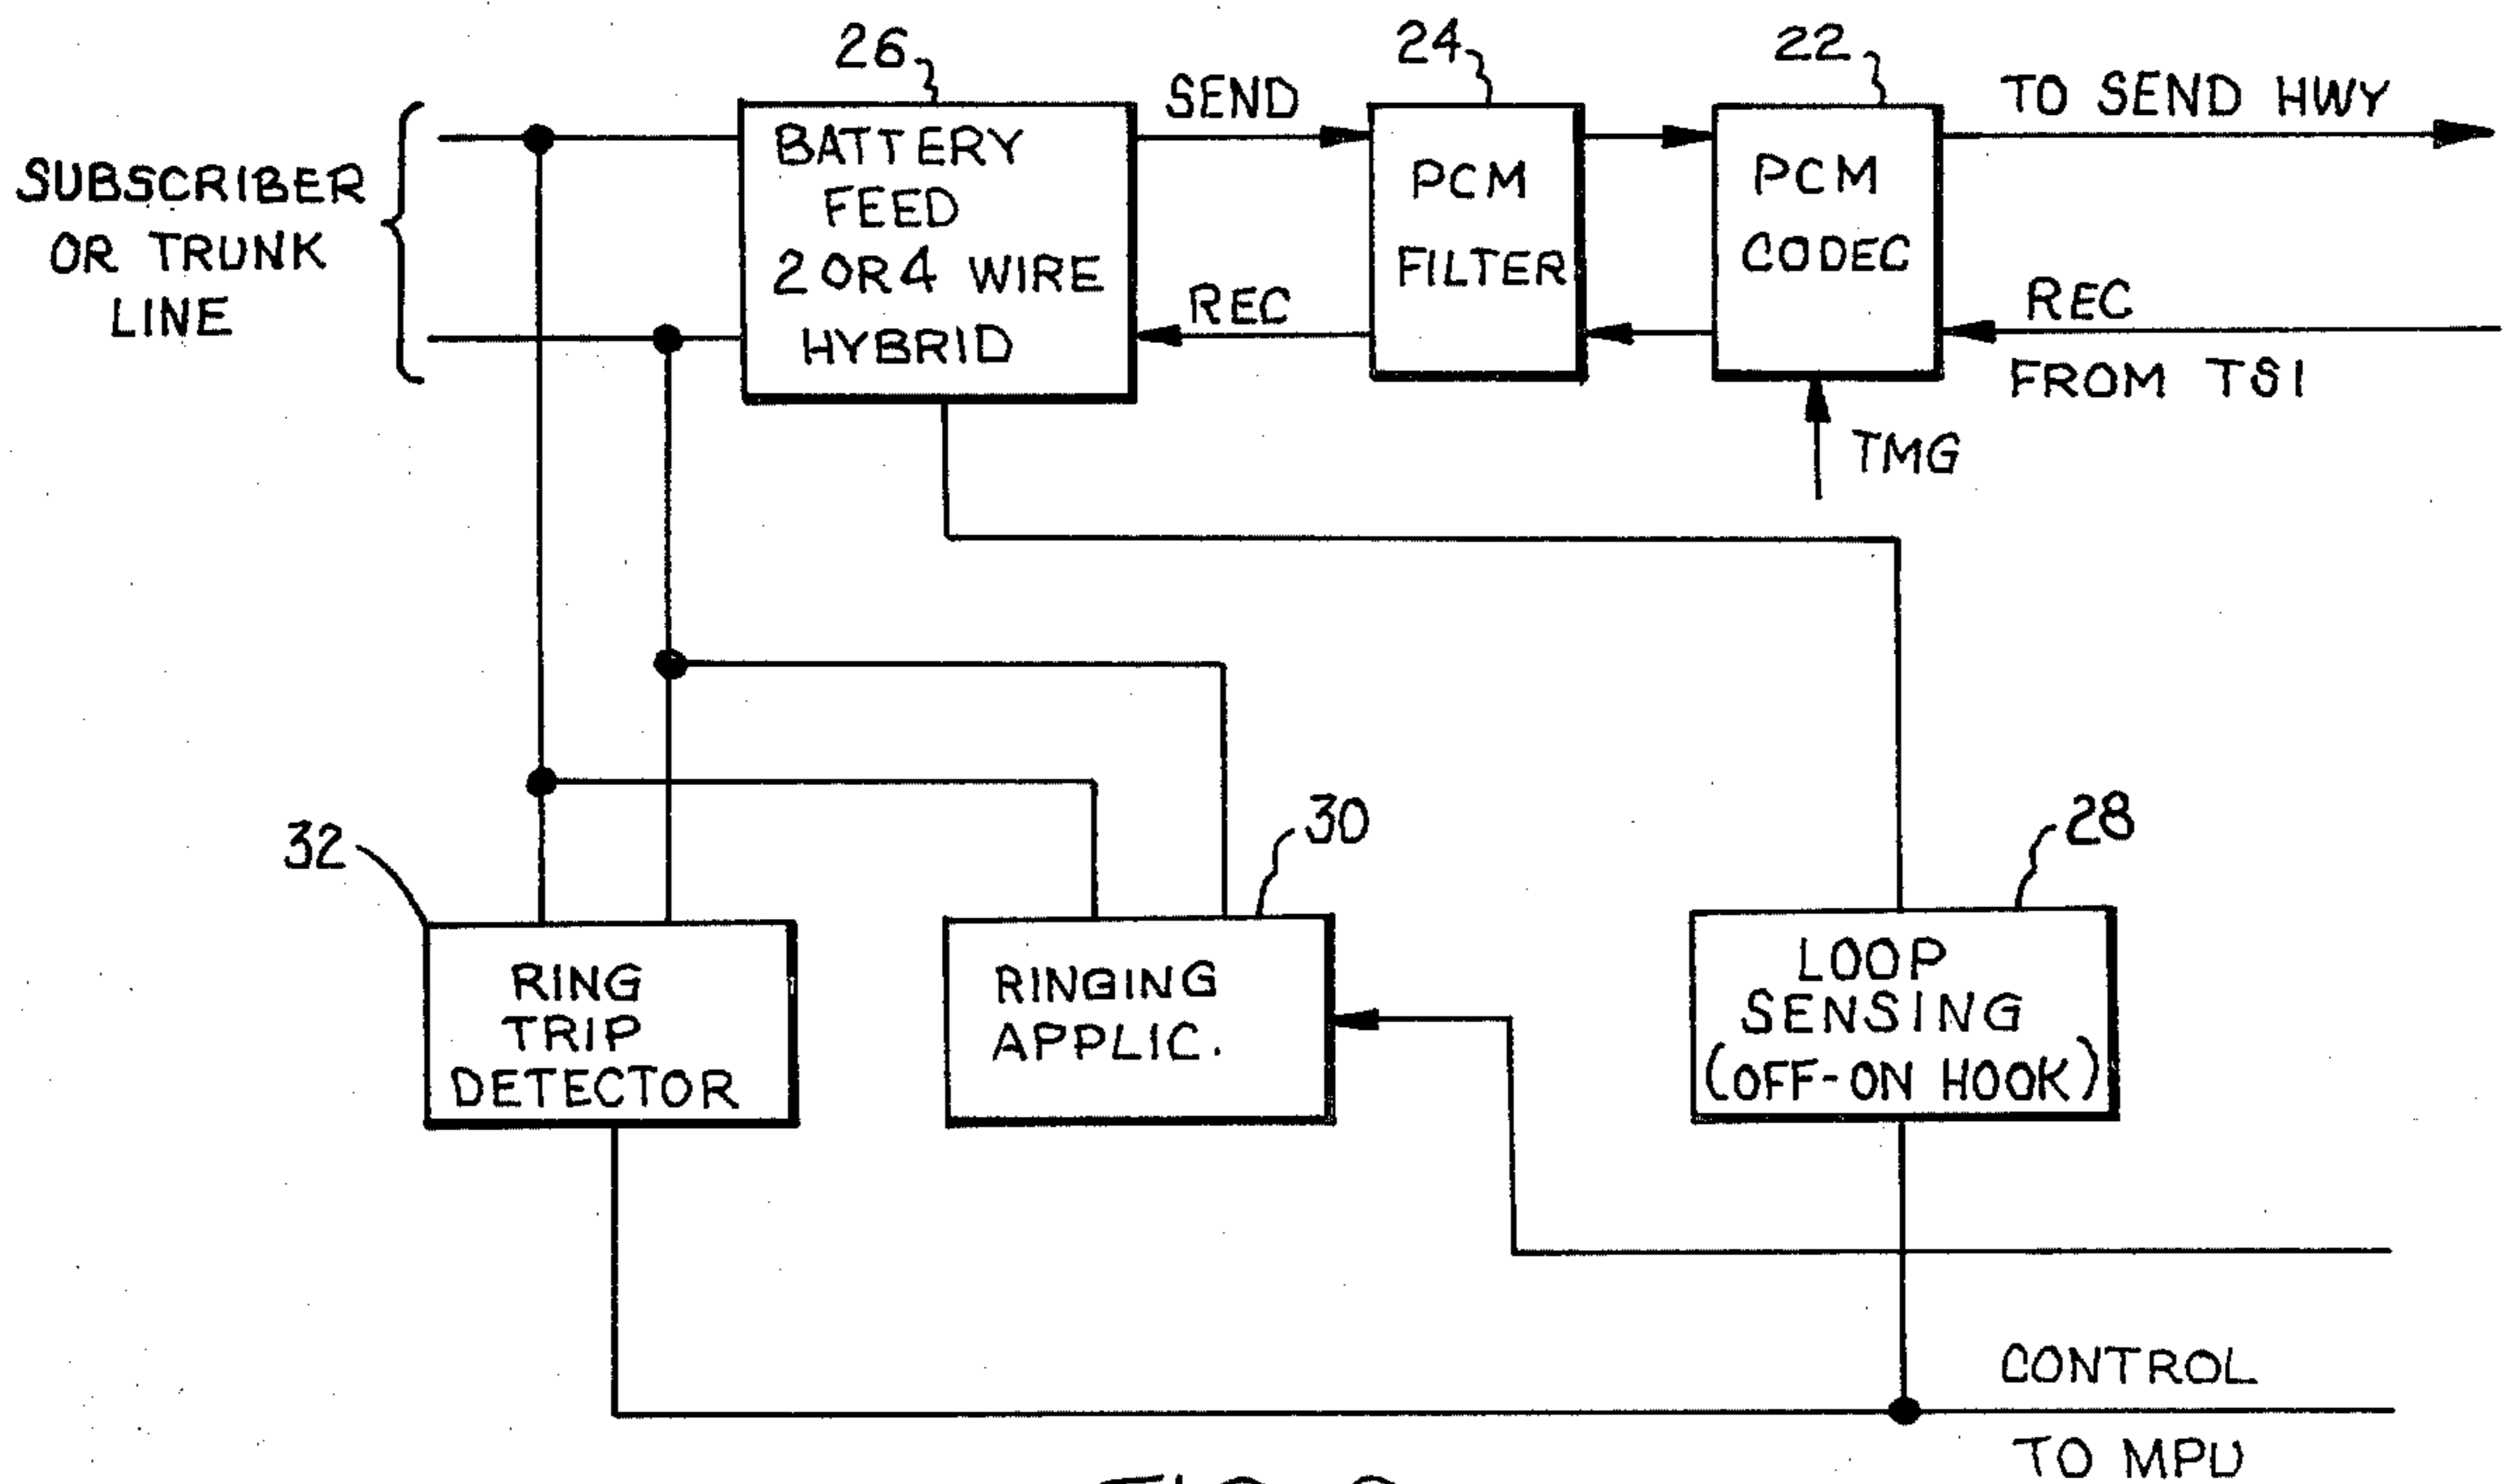 26
24
22
SEND
TO SEND HWY
SUBSCRIBER
OR TRUNK
LINE
BATTERY
FEED
2 OR 4 WIRE
HYBRID
PCM
FILTER
PCM
CODEC
REC
REC
FROM TSI
TMG
32
30
28
RING
TRIP
DETECTOR
RINGING
APPLIC.
LOOP
SENSING
(OFF-ON HOOK)
CONTROL
TO MPU